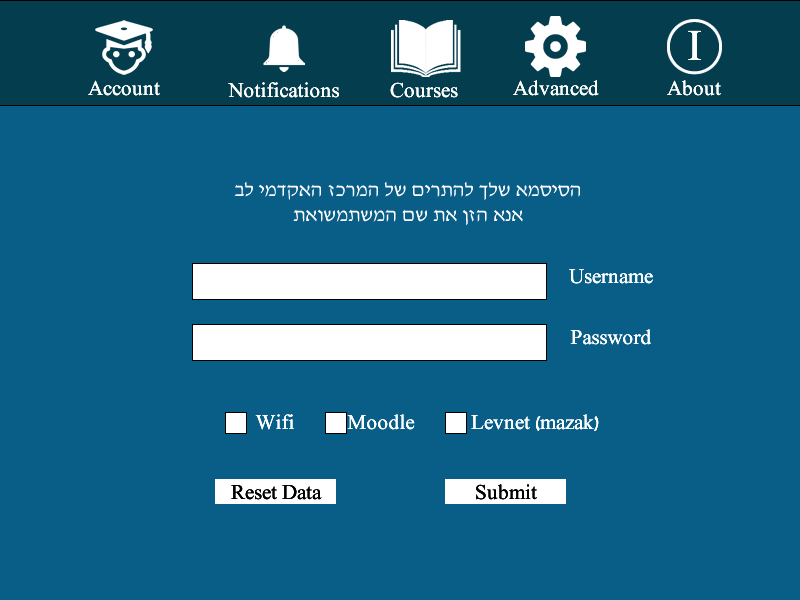 Account
Notifications
Courses
Advanced
I
About
הסיסמא שלך להתרים של המרכז האקדמי לב
אנא הזן את שם המשתמשואת
Username
Password
Wifi
Moodle
Levnet (mazak)
Reset Data
Submit